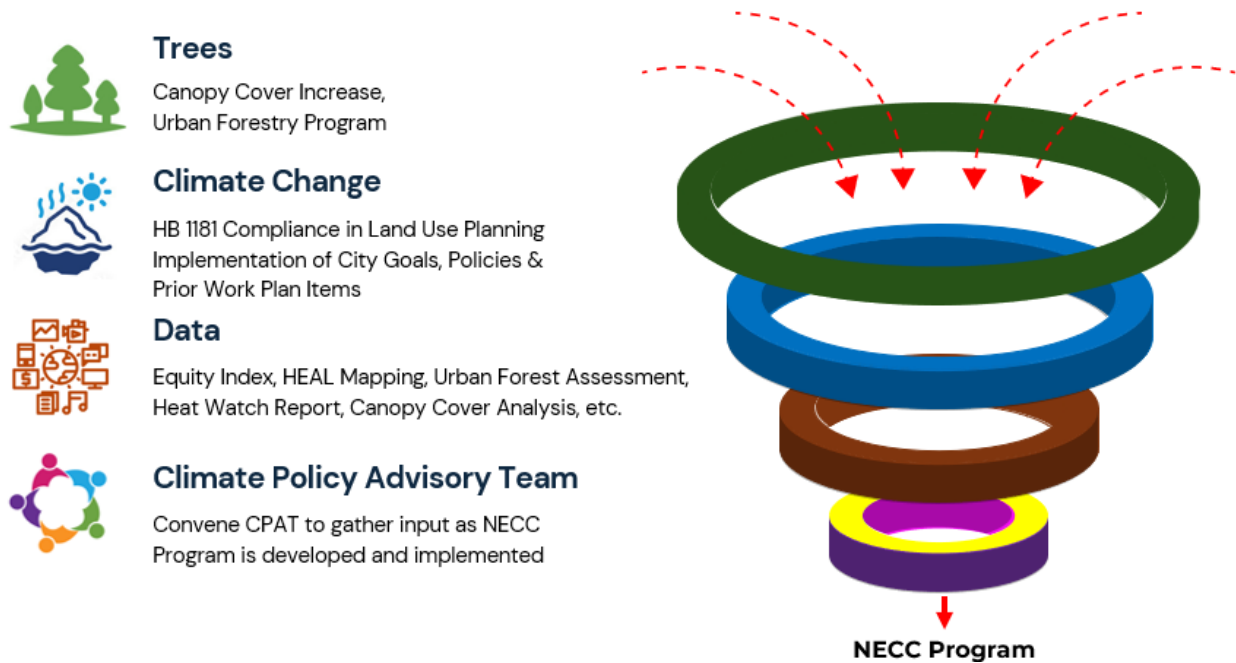 Trees
Canopy Cover Increase,
Urban Forestry Program
Climate Change
HB 1181 Compliance in Land Use Planning
Implementation of City Goals, Policies &
Prior Work Plan Items
Data
Equity Index, HEAL Mapping, Urban Forest Assessment,
Heat Watch Report, Canopy Cover Analysis, etc.
Climate Policy Advisory Team
Convene CPAT to gather input as NECC
Program is developed and implemented
NECC Program